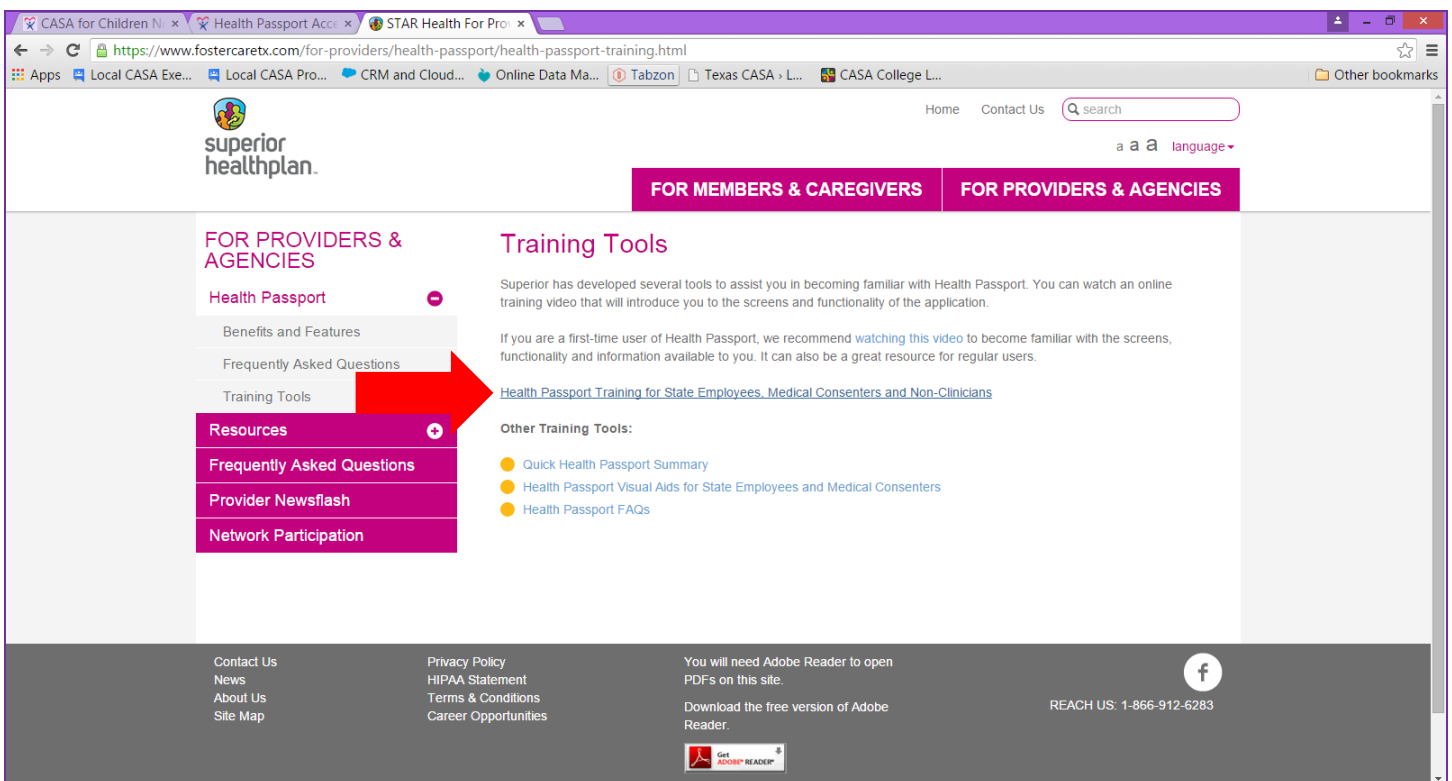 CASA for Children N
Health Passport Acce
STAR Health For Prov
https://www.fostercaretx.com/for-providers/health-passport/health-passport-training.html
Apps
Local CASA Exe...
Local CASA Pro...
CRM and Cloud...
Online Data Ma...
Tabzon
Texas CASA › L...
CASA College L...
Other bookmarks
superior
healthplan™
Home
Contact Us
search
a a a
language
FOR MEMBERS & CAREGIVERS
FOR PROVIDERS & AGENCIES
FOR PROVIDERS &
AGENCIES
Health Passport
Benefits and Features
Frequently Asked Questions
Training Tools
Resources
Frequently Asked Questions
Provider Newsflash
Network Participation
Training Tools
Superior has developed several tools to assist you in becoming familiar with Health Passport. You can watch an online
training video that will introduce you to the screens and functionality of the application.
If you are a first-time user of Health Passport, we recommend watching this video to become familiar with the screens,
functionality and information available to you. It can also be a great resource for regular users.
Health Passport Training for State Employees, Medical Consenters and Non-Clinicians
Other Training Tools:
Quick Health Passport Summary
Health Passport Visual Aids for State Employees and Medical Consenters
Health Passport FAQs
Contact Us
News
About Us
Site Map
Privacy Policy
HIPAA Statement
Terms & Conditions
Career Opportunities
You will need Adobe Reader to open
PDFs on this site.
Download the free version of Adobe
Reader.
Get
ADOBE® READER®
f
REACH US: 1-866-912-6283